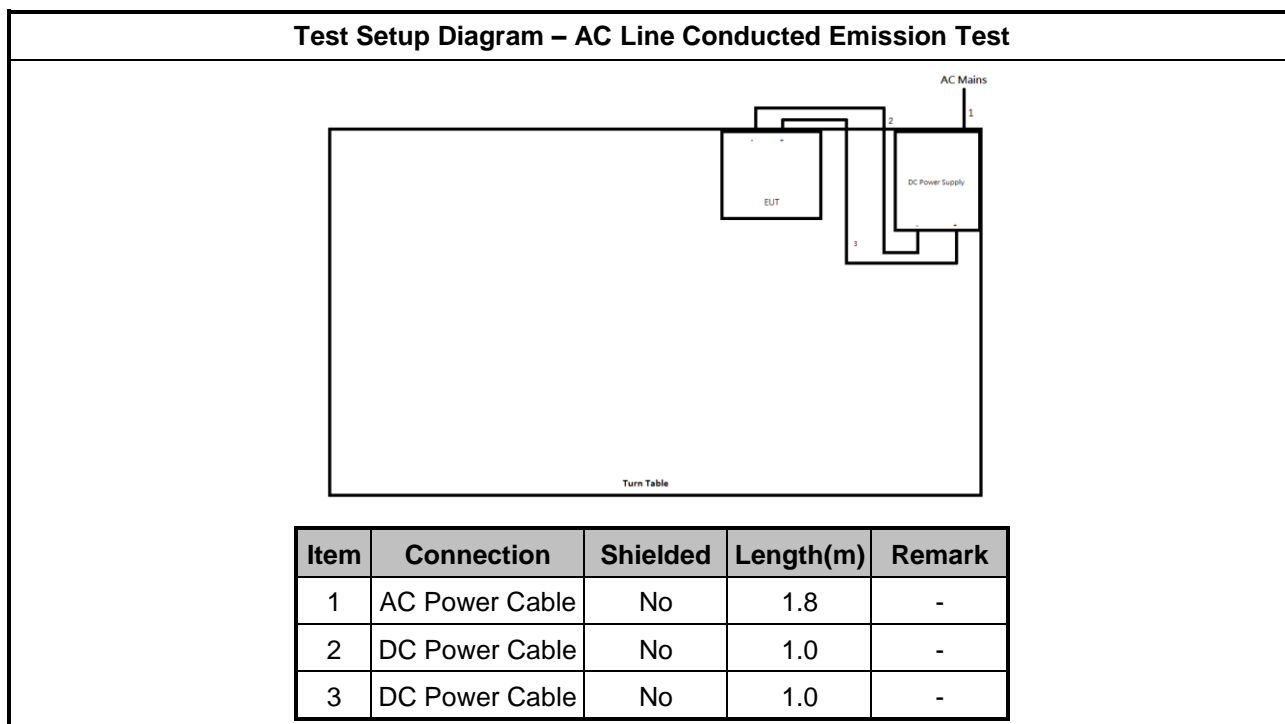 Test Setup Diagram – AC Line Conducted Emission Test
AC Mains
1
2
- +
DC Power Supply
EUT
- +
3
Turn Table
Item Connection Shielded Length(m) Remark
1 AC Power Cable No 1.8 -
2 DC Power Cable No 1.0 -
3 DC Power Cable No 1.0 -